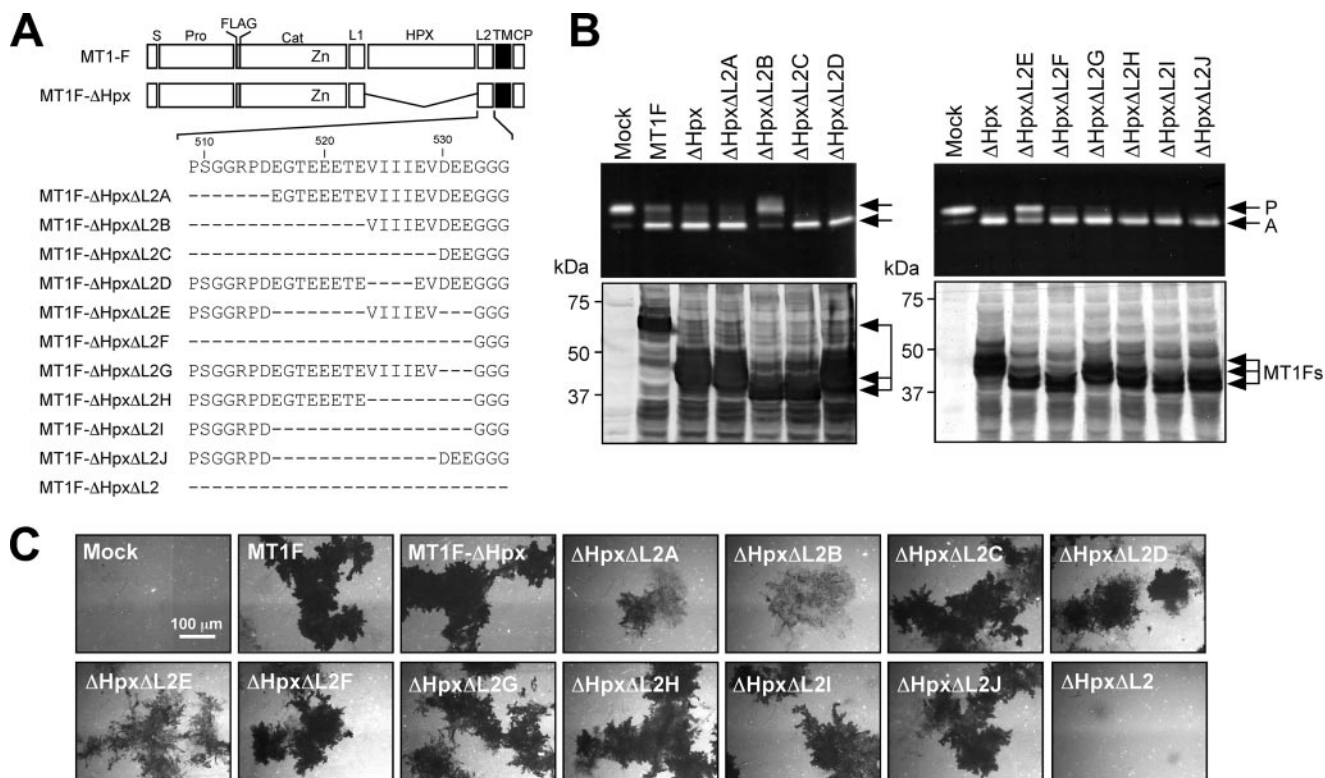 A
FLAG
S Pro Cat L1 HPX L2 TM CP
MT1-F Zn
MT1F-ΔHpx Zn
510 520 530
PSGGRPDEGTEEETEVIIIEVDEEGGG
MT1F-ΔHpxΔL2A -------EGTEEETEVIIIEVDEEGGG
MT1F-ΔHpxΔL2B ---------------VIIIEVDEEGGG
MT1F-ΔHpxΔL2C ---------------------DEEGGG
MT1F-ΔHpxΔL2D PSGGRPDEGTEEETE----EVDEEGGG
MT1F-ΔHpxΔL2E PSGGRPD--------VIIIEVDEEGGG
MT1F-ΔHpxΔL2F ------------------------GGG
MT1F-ΔHpxΔL2G PSGGRPDEGTEEETEVIIIEV---GGG
MT1F-ΔHpxΔL2H PSGGRPDEGTEEETE---------GGG
MT1F-ΔHpxΔL2I PSGGRPD-----------------GGG
MT1F-ΔHpxΔL2J PSGGRPD--------------DEEGGG
MT1F-ΔHpxΔL2 ---------------------------
B
Mock MT1F ΔHpx ΔHpxΔL2A ΔHpxΔL2B ΔHpxΔL2C ΔHpxΔL2D
kDa
75
50
37
Mock ΔHpx ΔHpxΔL2E ΔHpxΔL2F ΔHpxΔL2G ΔHpxΔL2H ΔHpxΔL2I ΔHpxΔL2J
P
A
kDa
75
50
37
MT1Fs
C
Mock MT1F MT1F-ΔHpx ΔHpxΔL2A ΔHpxΔL2B ΔHpxΔL2C ΔHpxΔL2D
100 μm
ΔHpxΔL2E ΔHpxΔL2F ΔHpxΔL2G ΔHpxΔL2H ΔHpxΔL2I ΔHpxΔL2J ΔHpxΔL2